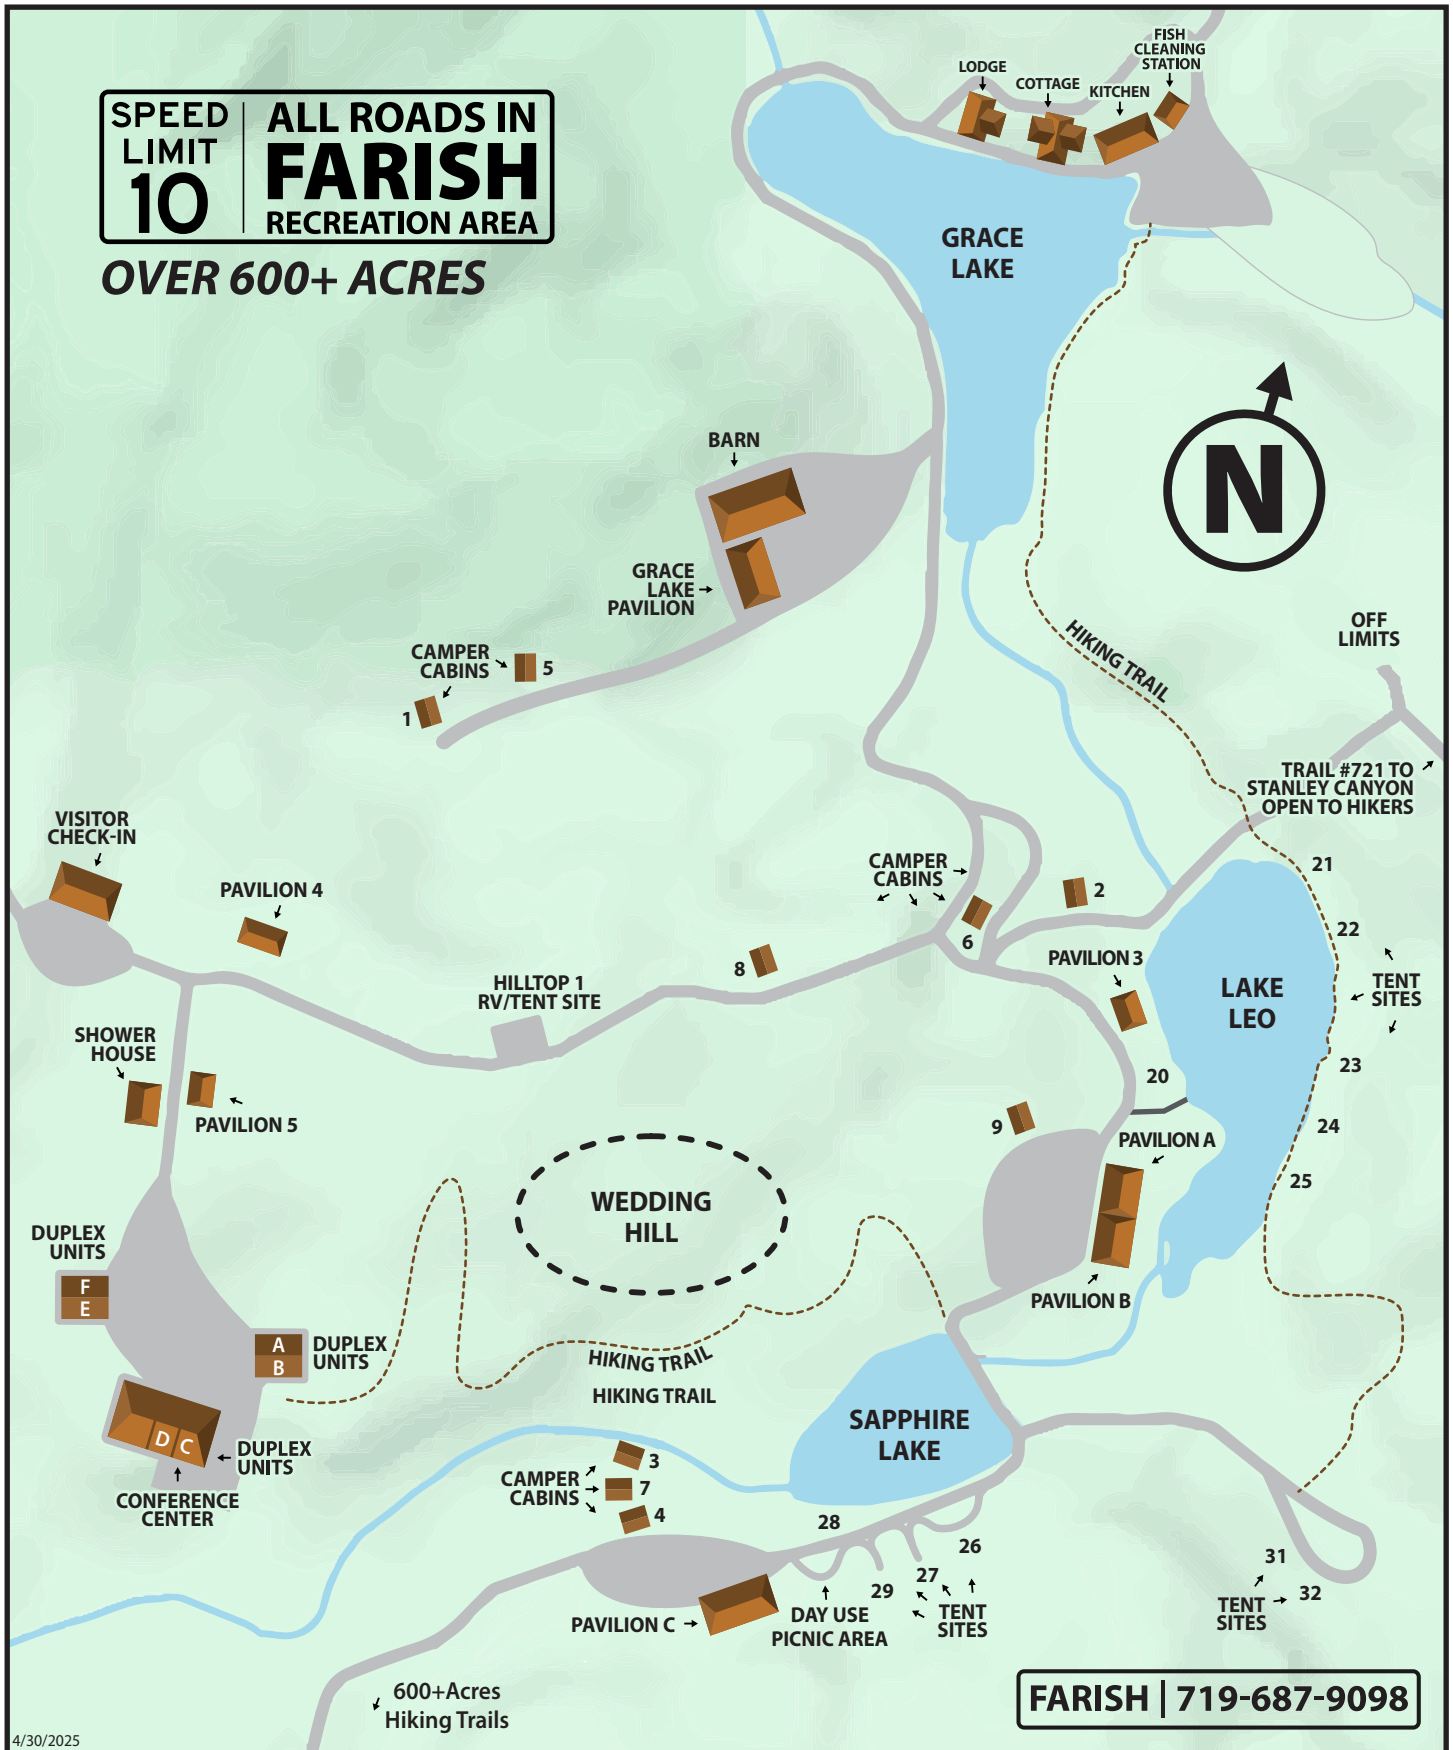 SPEED
LIMIT
10
ALL ROADS IN
FARISH
RECREATION AREA
OVER 600+ ACRES
FISH
CLEANING
STATION
LODGE
COTTAGE
KITCHEN
GRACE
LAKE
N
BARN
GRACE
LAKE
PAVILION
CAMPER
CABINS
5
1
HIKING TRAIL
OFF
LIMITS
TRAIL #721 TO
STANLEY CANYON
OPEN TO HIKERS
VISITOR
CHECK-IN
PAVILION 4
CAMPER
CABINS
2
6
8
HILLTOP 1
RV/TENT SITE
PAVILION 3
LAKE
LEO
21
22
TENT
SITES
23
24
25
20
SHOWER
HOUSE
PAVILION 5
9
PAVILION A
PAVILION B
WEDDING
HILL
DUPLEX
UNITS
F
E
A
B
DUPLEX
UNITS
HIKING TRAIL
HIKING TRAIL
D C
DUPLEX
UNITS
CONFERENCE
CENTER
SAPPHIRE
LAKE
CAMPER
CABINS
3
7
4
28
26
27
29
TENT
SITES
DAY USE
PICNIC AREA
PAVILION C
31
32
TENT
SITES
600+Acres
Hiking Trails
FARISH | 719-687-9098
4/30/2025